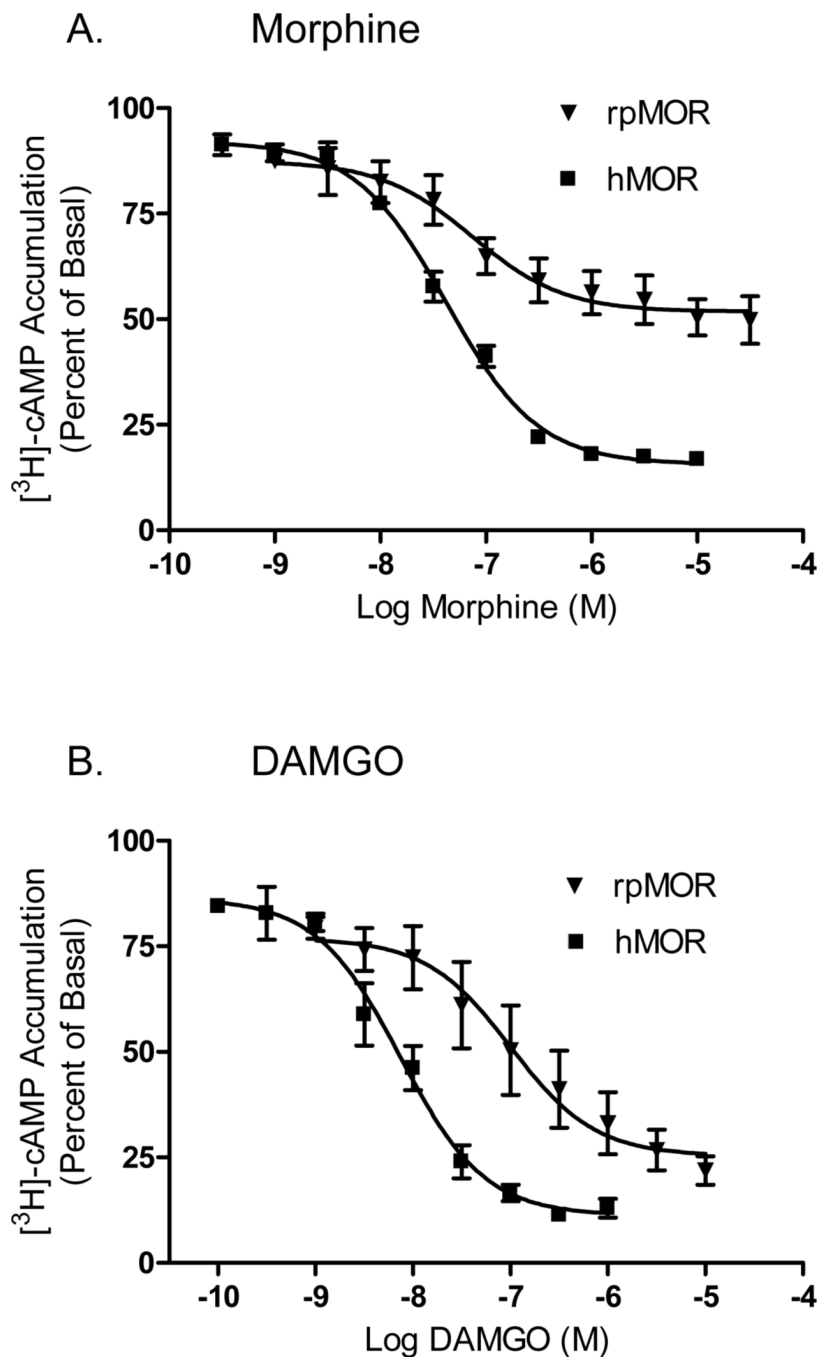 A. Morphine
[³H]-cAMP Accumulation
(Percent of Basal)
100
75
50
25
0
rpMOR
hMOR
-10 -9 -8 -7 -6 -5 -4
Log Morphine (M)
B. DAMGO
[³H]-cAMP Accumulation
(Percent of Basal)
100
75
50
25
0
rpMOR
hMOR
-10 -9 -8 -7 -6 -5
Log DAMGO (M)